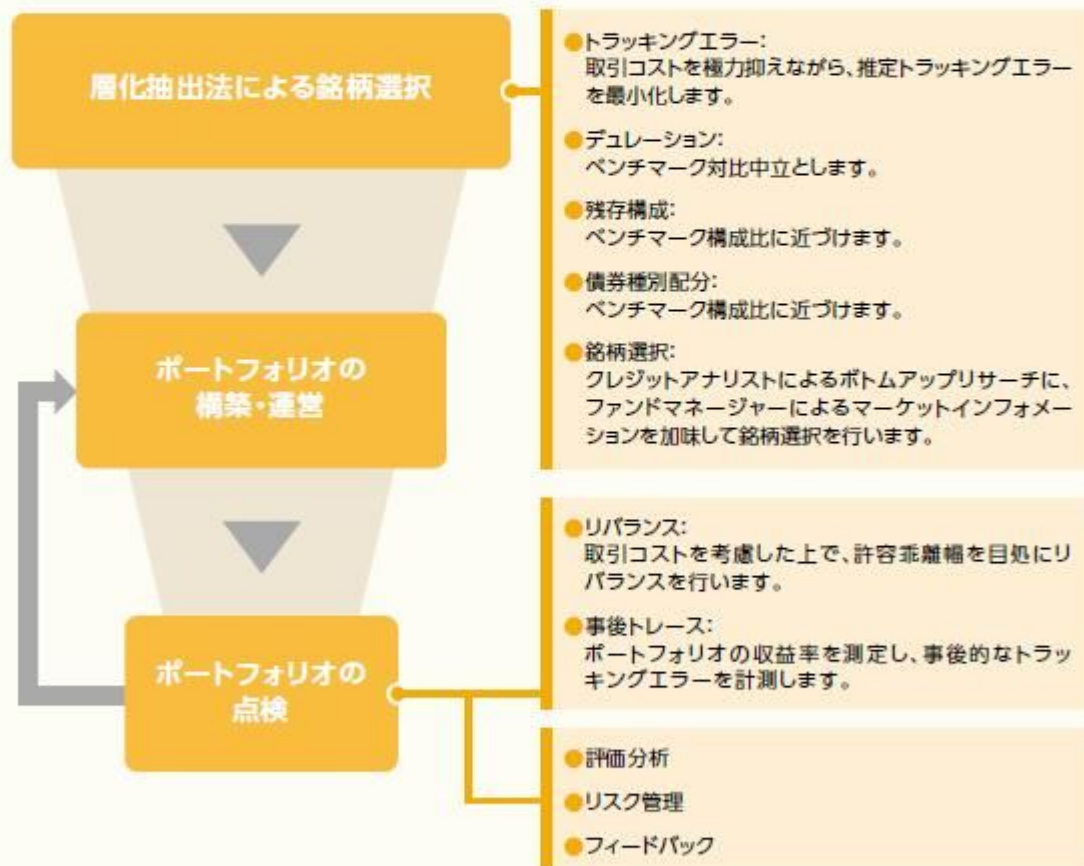 層化抽出法による銘柄選択
●トラッキングエラー:
取引コストを極力抑えながら、推定トラッキングエラー
を最小化します。
●デュレーション:
ベンチマーク対比中立とします。
●残存構成:
ベンチマーク構成比に近づけます。
●債券種別配分:
ベンチマーク構成比に近づけます。
●銘柄選択:
クレジットアナリストによるボトムアップリサーチに、
ファンドマネージャーによるマーケットインフォメー
ションを加味して銘柄選択を行います。
ポートフォリオの
構築・運営
●リバランス:
取引コストを考慮した上で、許容乖離幅を目処にリ
バランスを行います。
●事後トレース:
ポートフォリオの収益率を測定し、事後的なトラッ
キングエラーを計測します。
ポートフォリオの
点検
●評価分析
●リスク管理
●フィードバック